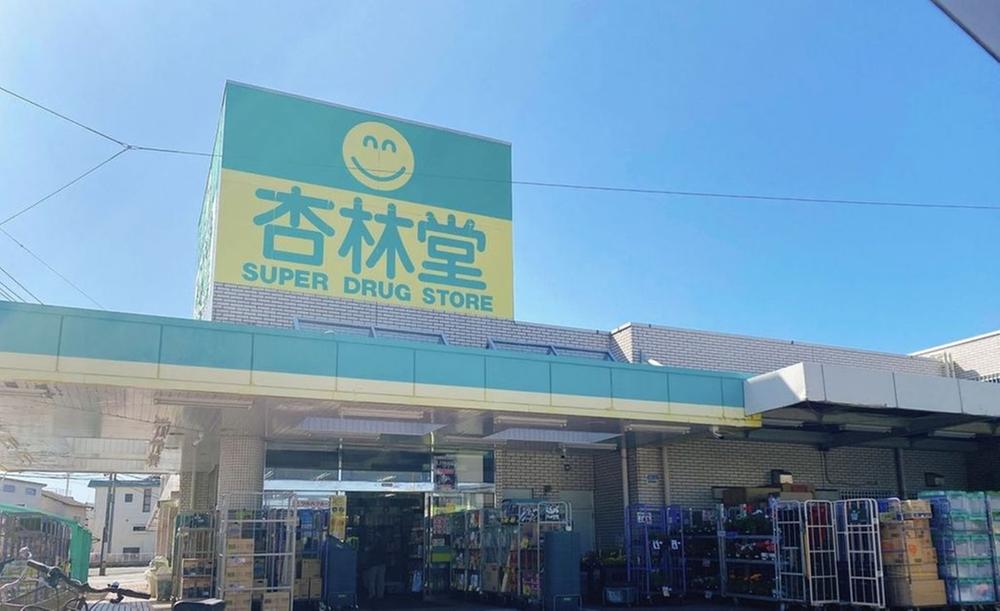 杏林堂
SUPER DRUG STORE